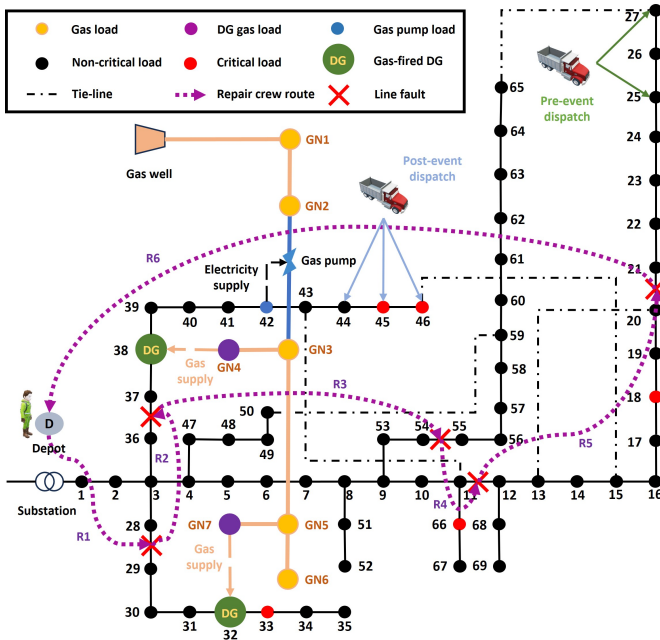 Gas load
DG gas load
Gas pump load
Non-critical load
Critical load
DG
Gas-fired DG
Tie-line
Repair crew route
Line fault
27
26
Pre-event
dispatch
25
65
24
64
Gas well
GN1
23
63
Post-event
dispatch
GN2
62
22
R6
Gas pump
61
21
Electricity
supply
43
60
20
39
40
41
42
44
45
46
59
38
DG
Gas
supply
GN4
GN3
19
58
37
R3
18
50
57
D
Depot
36
47
48
49
53
54
55
56
R5
17
R2
Substation
1
2
3
4
5
6
7
8
9
10
11
12
13
14
15
16
R4
R1
28
GN7
GN5
51
66
68
29
Gas
supply
GN6
52
67
69
30
31
DG
32
33
34
35